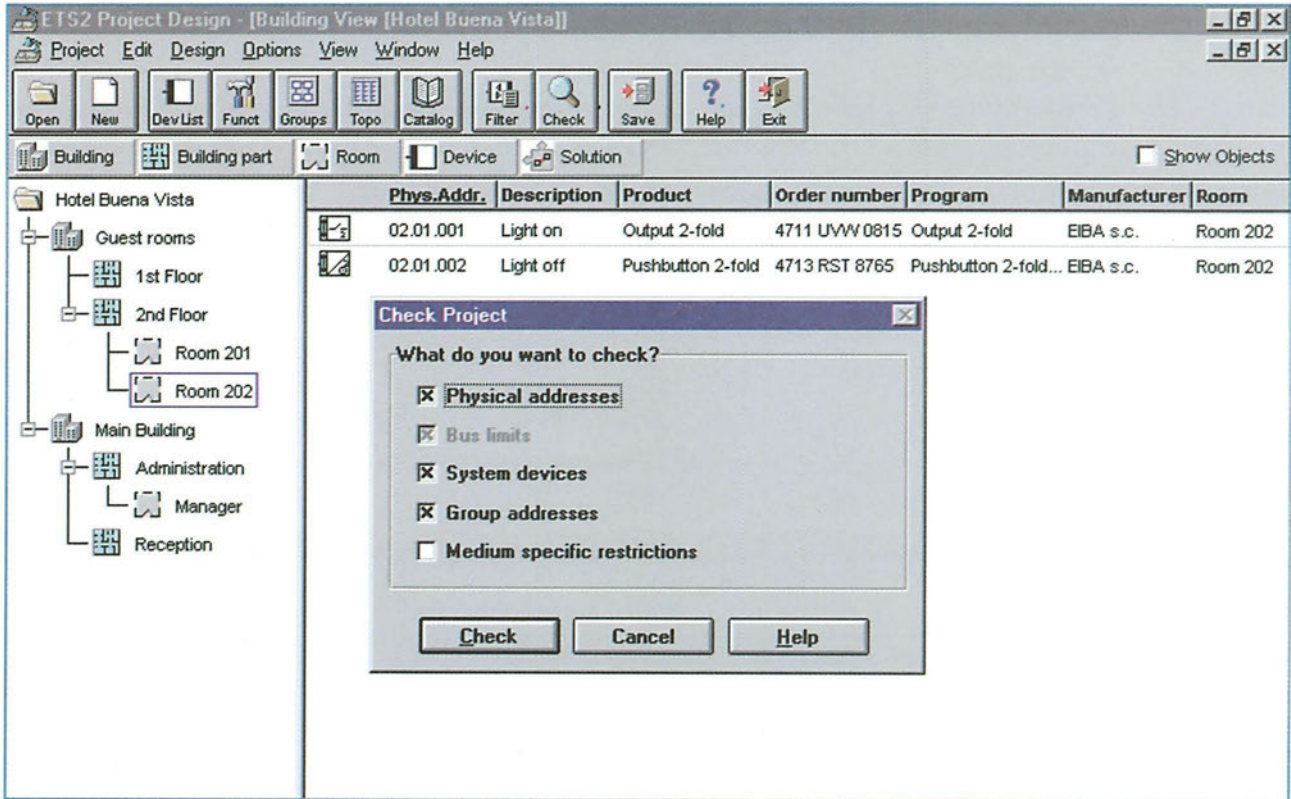 ETS2 Project Design - [Building View [Hotel Buena Vista]]
Project Edit Design Options View Window Help
Open New Dev List Funct Groups Topo Catalog Filter Check Save Help Exit
Building Building part Room Device Solution Show Objects
Hotel Buena Vista
Guest rooms
1st Floor
2nd Floor
Room 201
Room 202
Main Building
Administration
Manager
Reception
Phys.Addr. Description Product Order number Program Manufacturer Room
02.01.001 Light on Output 2-fold 4711 UVW 0815 Output 2-fold EIBA s.c. Room 202
02.01.002 Light off Pushbutton 2-fold 4713 RST 8765 Pushbutton 2-fold... EIBA s.c. Room 202
Check Project
What do you want to check?
Physical addresses
Bus limits
System devices
Group addresses
Medium specific restrictions
Check Cancel Help